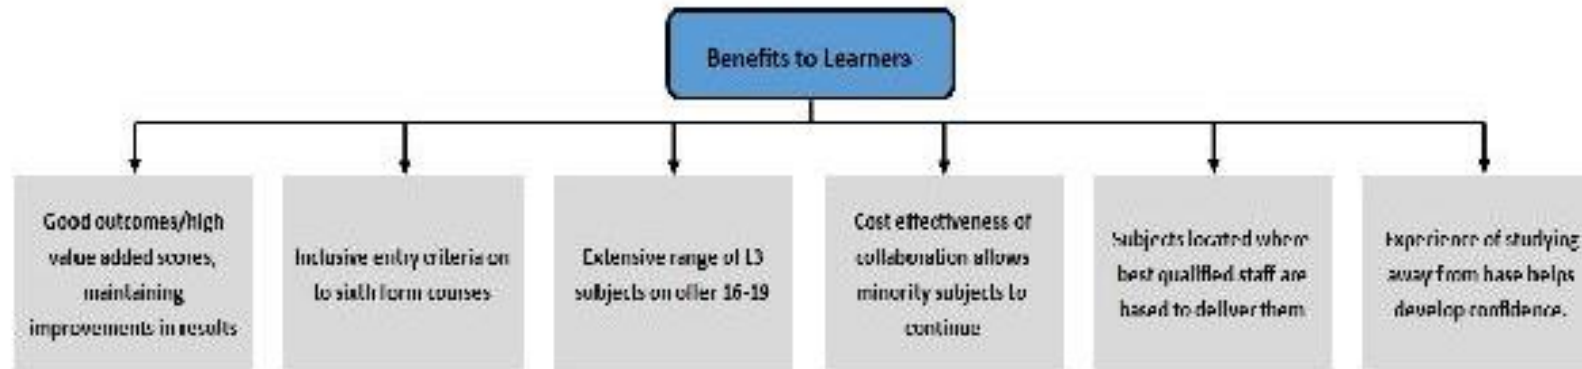 Benefits to Learners
Good outcomes/high
value added scores,
maintaining
improvements in results
Inclusive entry criteria on
to sixth form courses
Extensive range of L3
subjects on offer 16-19
Cost effectiveness of
collaboration allows
minority subjects to
continue
Subjects located where
best qualified staff are
based to deliver them
Experience of studying
away from base helps
develop confidence.